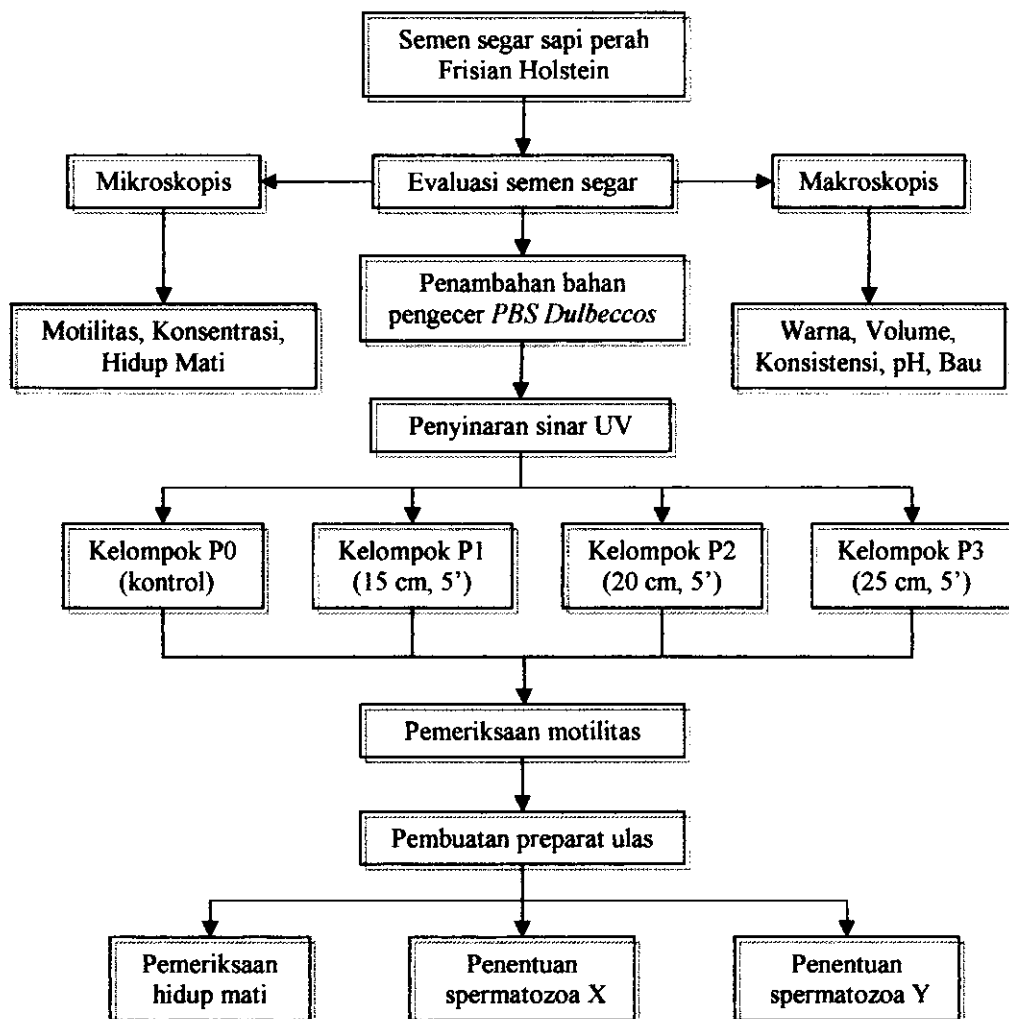 Semen segar sapi perah
Frisian Holstein
Mikroskopis
Evaluasi semen segar
Makroskopis
Motilitas, Konsentrasi,
Hidup Mati
Penambahan bahan
pengecer PBS Dulbeccos
Warna, Volume,
Konsistensi, pH, Bau
Penyinaran sinar UV
Kelompok P0
(kontrol)
Kelompok P1
(15 cm, 5')
Kelompok P2
(20 cm, 5')
Kelompok P3
(25 cm, 5')
Pemeriksaan motilitas
Pembuatan preparat ulas
Pemeriksaan
hidup mati
Penentuan
spermatozoa X
Penentuan
spermatozoa Y